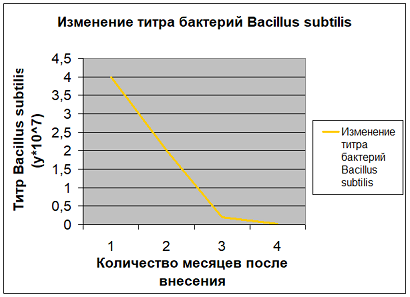 Изменение титра бактерий Bacillus subtilis
Титр Bacillus subtilis
(y*10^7)
4,5
4
3,5
3
2,5
2
1,5
1
0,5
0
1 2 3 4
Количество месяцев после
внесения
Изменение
титра
бактерий
Bacillus
subtilis